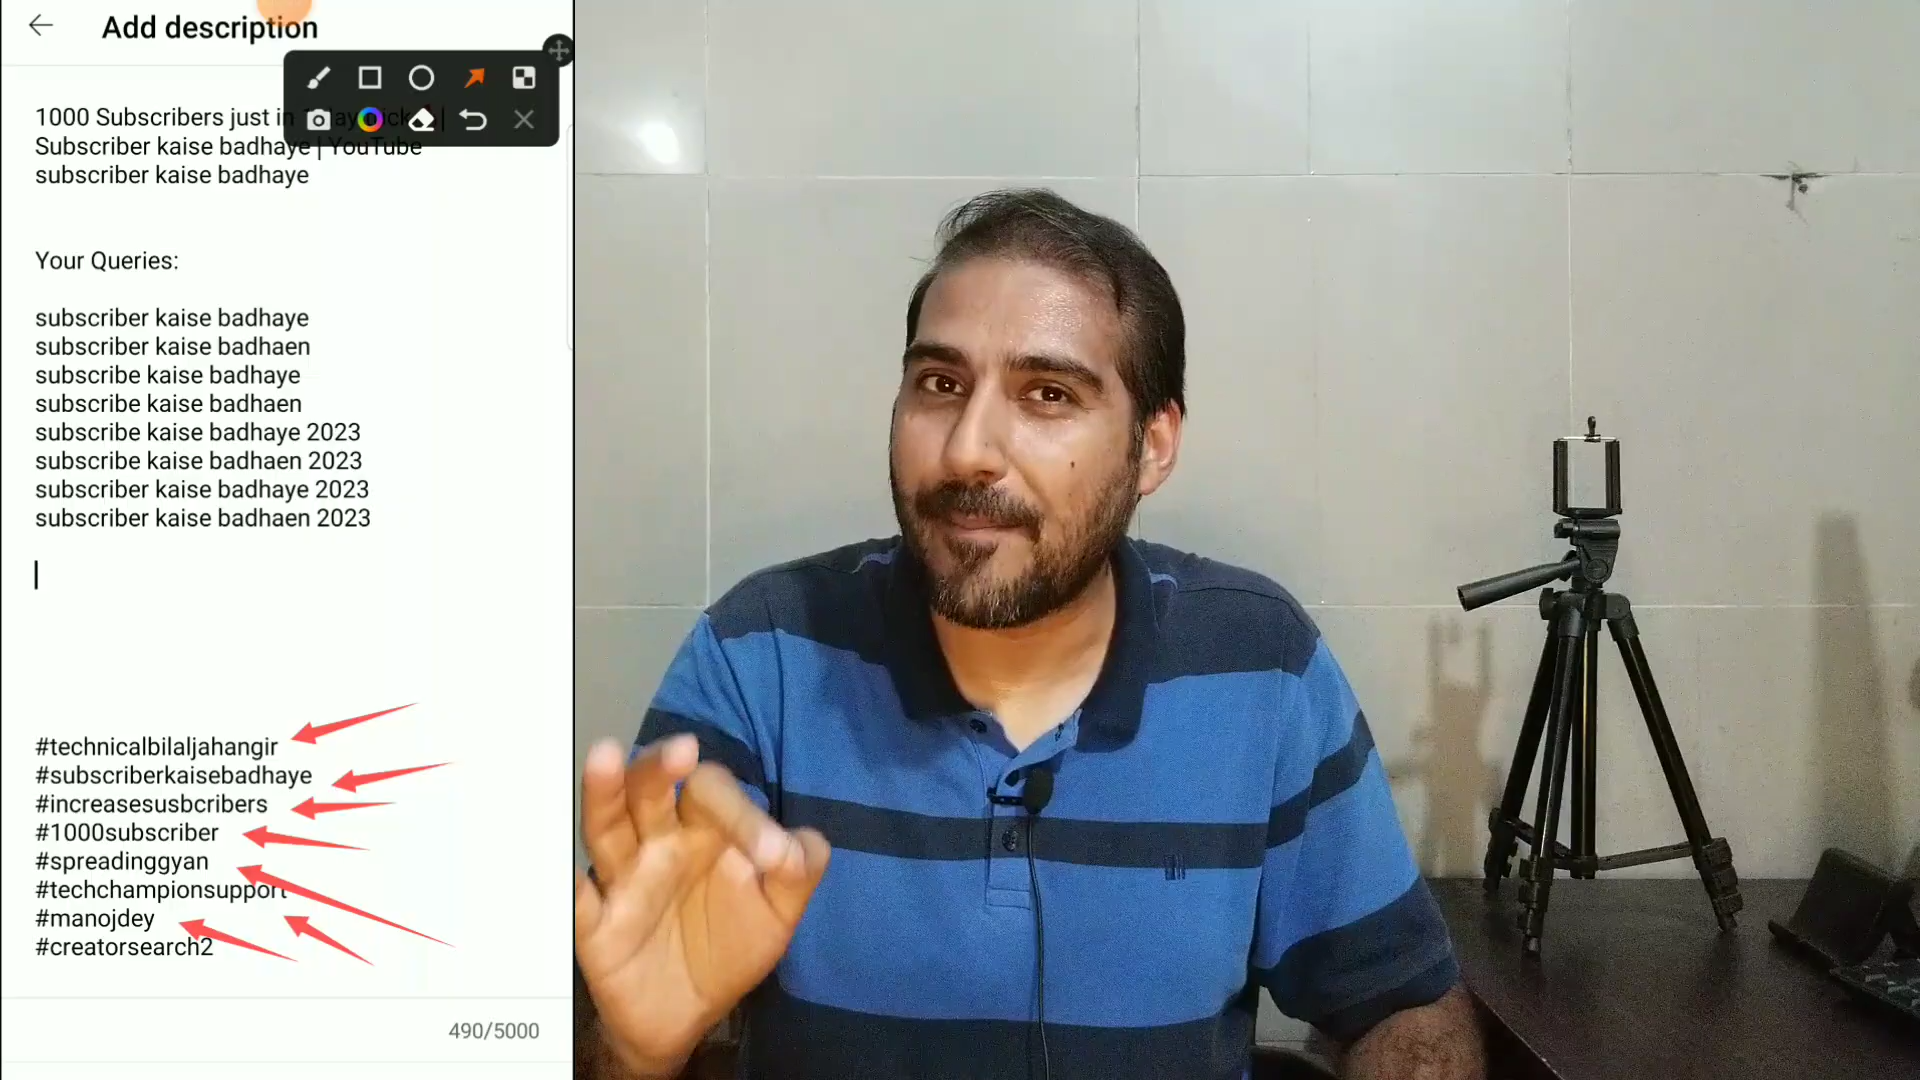 Add description
1000 Subscribers just in
Subscriber kaise badhaye | YouTube
subscriber kaise badhaye
Your Queries:
subscriber kaise badhaye
subscriber kaise badhaen
subscribe kaise badhaye
subscribe kaise badhaen
subscribe kaise badhaye 2023
subscribe kaise badhaen 2023
subscriber kaise badhaye 2023
subscriber kaise badhaen 2023
#technicalbilaljahangir
#subscriberkaisebadhaye
#increasesusbcribers
#1000subscriber
#spreadinggyan
#techchampionsupport
#manojdey
#creatorsearch2
490/5000